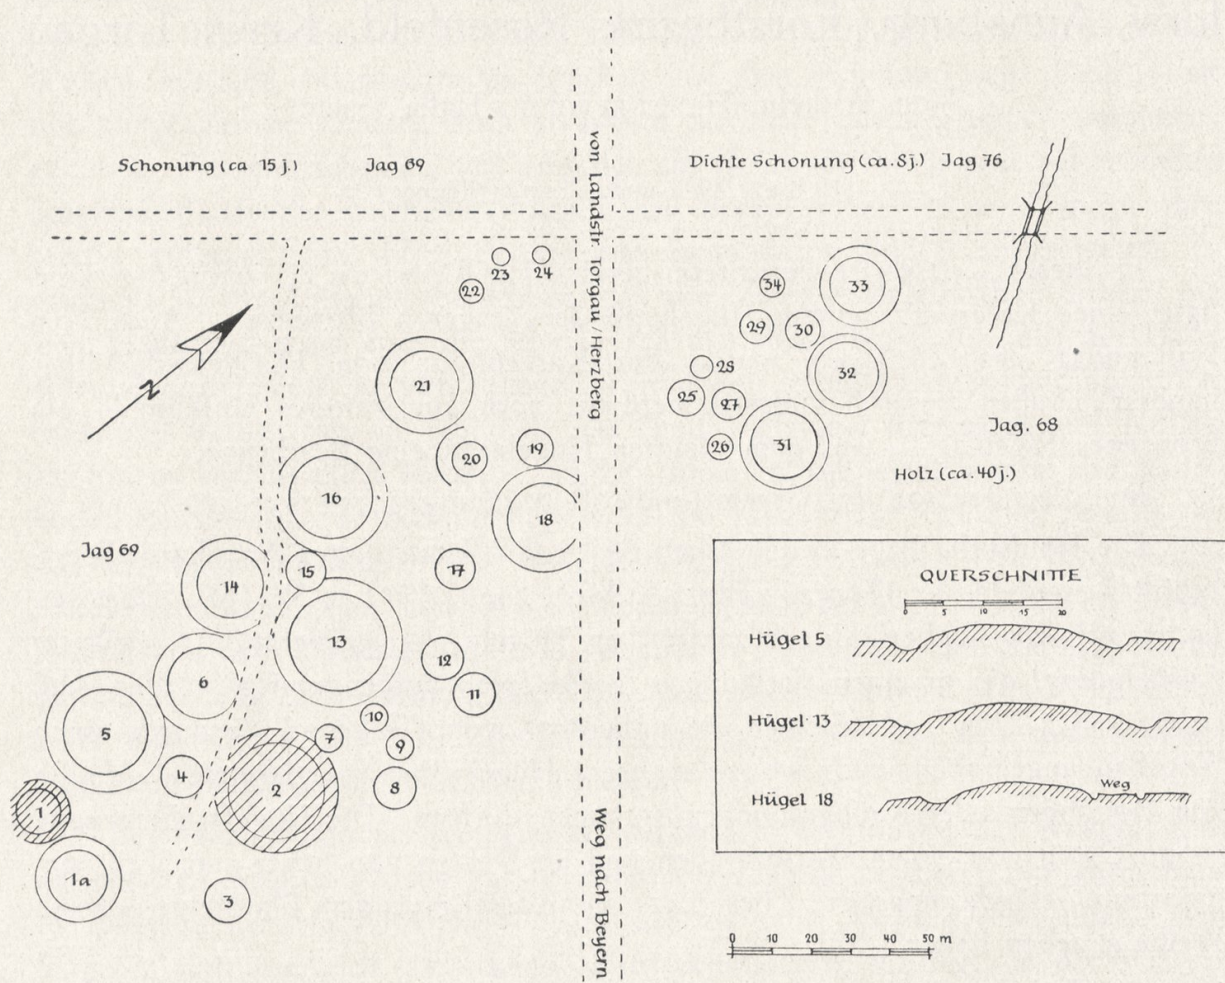 Schonung (ca 15 j.) Jag 69
Dichte Schonung (ca. 8j.) Jag 76
von Landstr. Torgau/Herzberg
23
24
22
34
33
29
30
21
28
32
25
27
26
31
Jag. 68
Holz (ca. 40j.)
N
20
19
16
18
Jag 69
17
15
14
13
12
11
6
10
5
7
9
4
2
8
1
1a
3
Weg nach Beyern
QUERSCHNITTE
0 5 10 15 20
Hügel 5
Hügel 13
Hügel 18
Weg
0 10 20 30 40 50 m